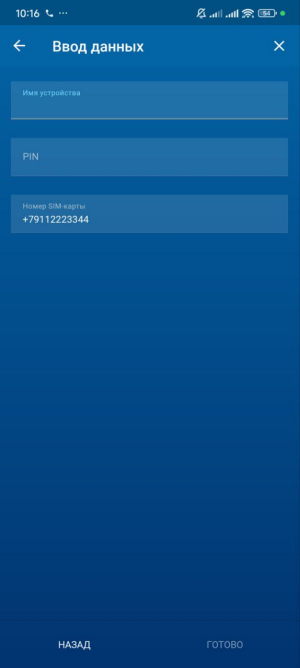 10:16
Ввод данных
Имя устройства
PIN
Номер SIM-карты
+79112223344
НАЗАД
ГОТОВО